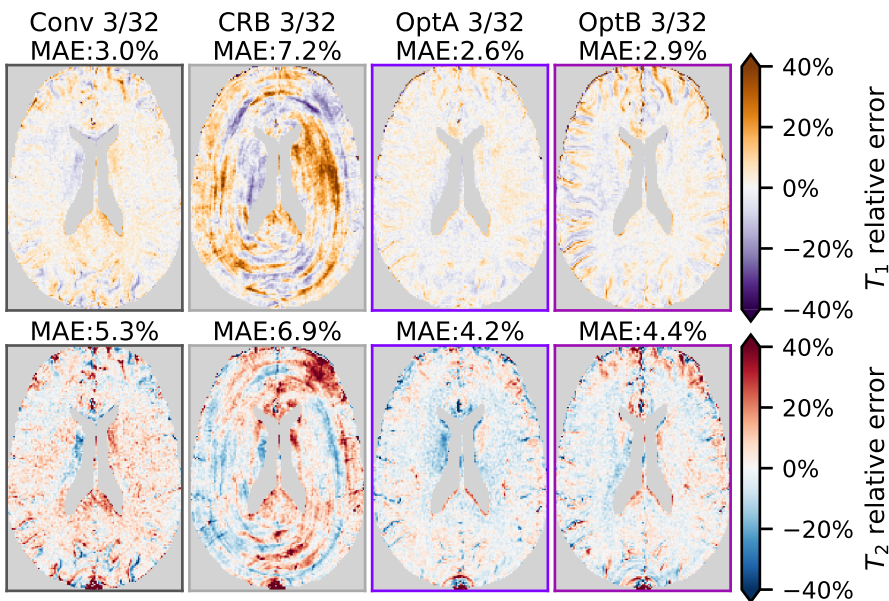 Conv 3/32
MAE:3.0%
CRB 3/32
MAE:7.2%
OptA 3/32
MAE:2.6%
OptB 3/32
MAE:2.9%
40%
20%
0%
−20%
−40%
T1 relative error
MAE:5.3%
MAE:6.9%
MAE:4.2%
MAE:4.4%
40%
20%
0%
−20%
−40%
T2 relative error